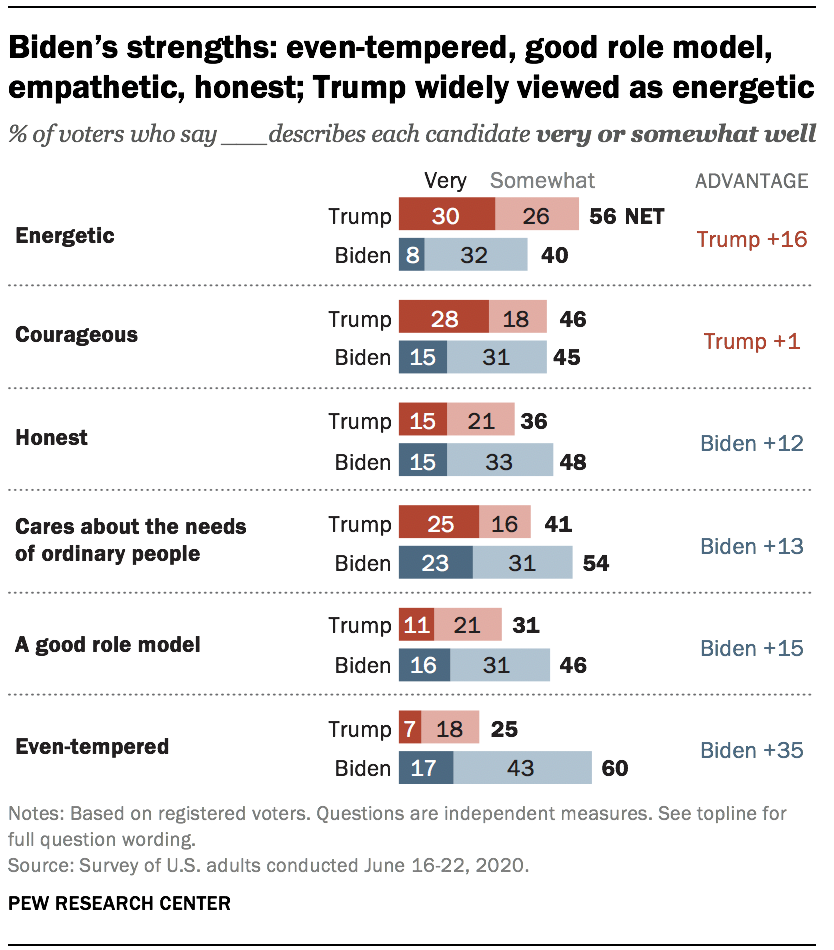 Biden's strengths: even-tempered, good role model,
empathetic, honest; Trump widely viewed as energetic
% of voters who say ___describes each candidate very or somewhat well
Very Somewhat ADVANTAGE
Energetic
Trump 30 26 56 NET
Biden 8 32 40
Trump +16
Courageous
Trump 28 18 46
Biden 15 31 45
Trump +1
Honest
Trump 15 21 36
Biden 15 33 48
Biden +12
Cares about the needs
of ordinary people
Trump 25 16 41
Biden 23 31 54
Biden +13
A good role model
Trump 11 21 31
Biden 16 31 46
Biden +15
Even-tempered
Trump 7 18 25
Biden 17 43 60
Biden +35
Notes: Based on registered voters. Questions are independent measures. See topline for
full question wording.
Source: Survey of U.S. adults conducted June 16-22, 2020.
PEW RESEARCH CENTER